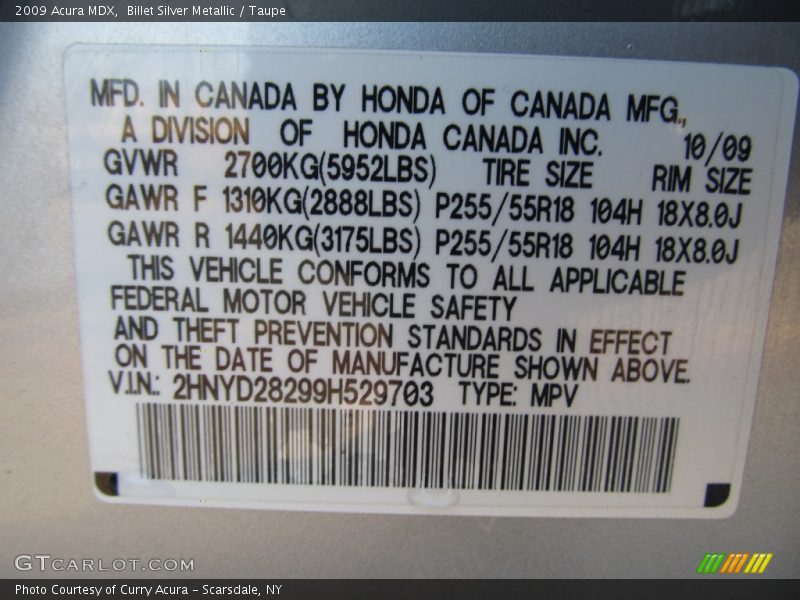 2009 Acura MDX,  Billet Silver Metallic / Taupe
MFD. IN CANADA BY HONDA OF CANADA MFG.,
A DIVISION OF HONDA CANADA INC. 10/09
GVWR 2700KG(5952LBS) TIRE SIZE RIM SIZE
GAWR F 1310KG(2888LBS) P255/55R18 104H 18X8.0J
GAWR R 1440KG(3175LBS) P255/55R18 104H 18X8.0J
THIS VEHICLE CONFORMS TO ALL APPLICABLE
FEDERAL MOTOR VEHICLE SAFETY
AND THEFT PREVENTION STANDARDS IN EFFECT
ON THE DATE OF MANUFACTURE SHOWN ABOVE.
V.I.N.: 2HNYD28299H529703 TYPE: MPV
GTCARLOT.COM
Photo Courtesy of Curry Acura - Scarsdale, NY